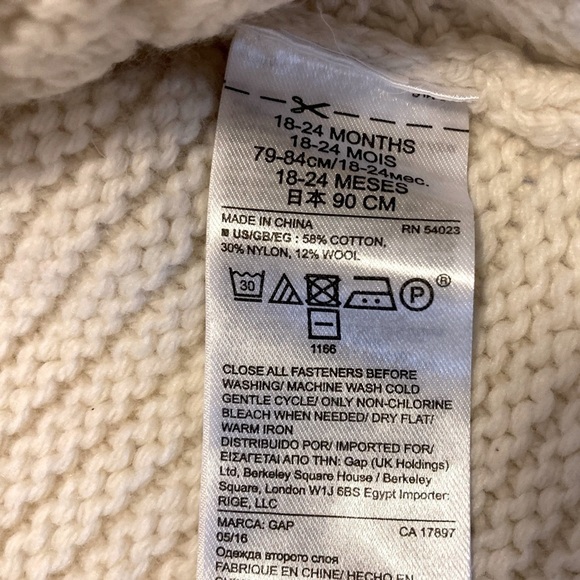 18-24 MONTHS
18-24 MOIS
79-84CM/18-24мес.
18-24 MESES
日本 90 CM
MADE IN CHINA RN 54023
US/GB/EG : 58% COTTON,
30% NYLON, 12% WOOL
30 P ®
1166
CLOSE ALL FASTENERS BEFORE
WASHING/ MACHINE WASH COLD
GENTLE CYCLE/ ONLY NON-CHLORINE
BLEACH WHEN NEEDED/ DRY FLAT/
WARM IRON
DISTRIBUIDO POR/ IMPORTED FOR/
ΕΙΣΑΓΕΤΑΙ ΑΠΟ ΤΗΝ: Gap (UK Holdings)
Ltd, Berkeley Square House / Berkeley
Square, London W1J 6BS Egypt Importer:
RIGE, LLC
MARCA: GAP CA 17897
05/16
Одежда второго слоя
FABRIQUE EN CHINE/ HECHO EN